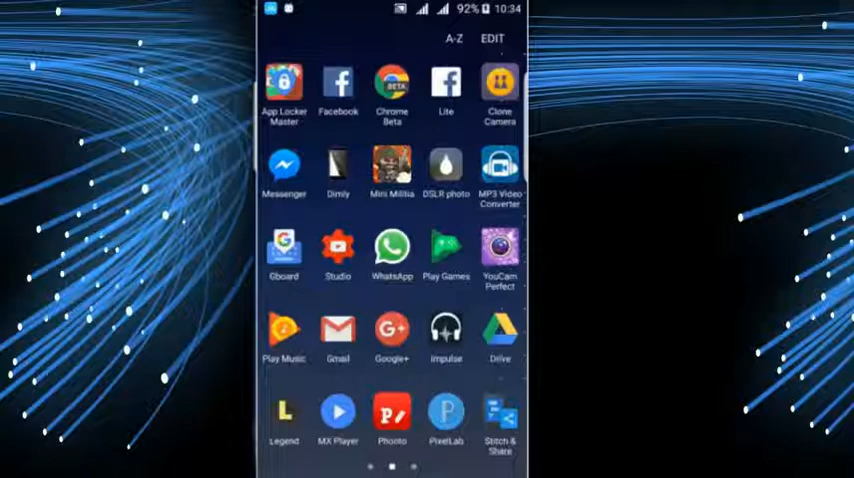 92% 10:34
A-Z EDIT
App Locker Master
Facebook
Chrome Beta
BETA
Lite
Clone Camera
Messenger
Dimly
Mini Militia
DSLR photo
MP3 Video Converter
Gboard
Studio
WhatsApp
Play Games
YouCam Perfect
Play Music
Gmail
Google+
Impulse
Drive
Legend
MX Player
Phonto
PixelLab
Stitch & Share